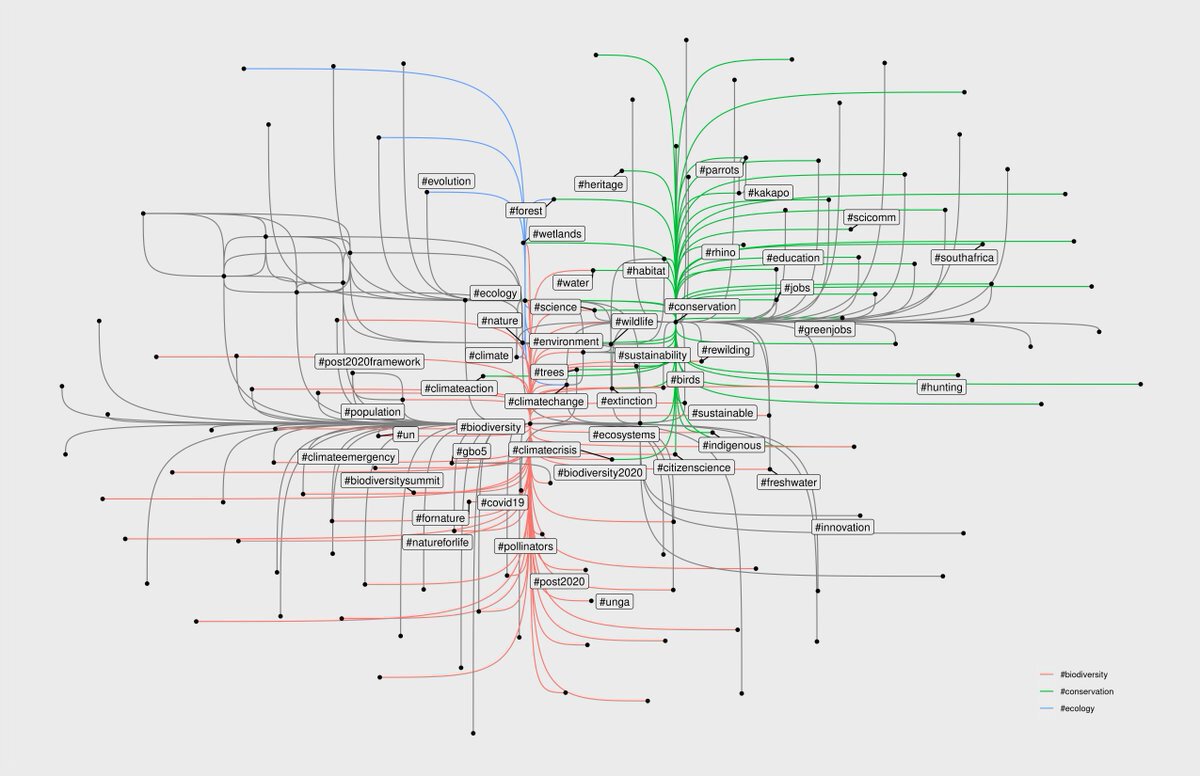 #parrots
#evolution
#heritage
#kakapo
#forest
#scicomm
#wetlands
#rhino
#education
#southafrica
#habitat
#water
#jobs
#ecology
#science
#conservation
#nature
#wildlife
#greenjobs
#environment
#climate
#sustainability
#rewilding
#post2020framework
#trees
#birds
#climateaction
#hunting
#climatechange
#extinction
#population
#sustainable
#biodiversity
#un
#ecosystems
#indigenous
#climatecrisis
#gbo5
#climateemergency
#citizenscience
#biodiversity2020
#biodiversitysummit
#freshwater
#covid19
#fornature
#innovation
#natureforlife
#pollinators
#post2020
#unga
#biodiversity
#conservation
#ecology